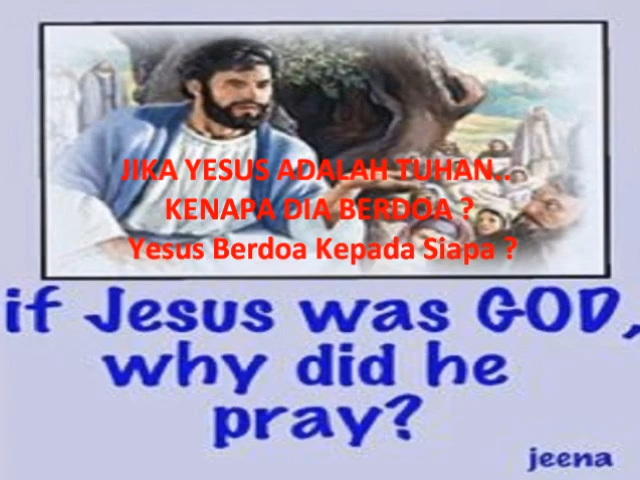 JIKA YESUS ADALAH TUHAN..
KENAPA DIA BERDOA ?
Yesus Berdoa Kepada Siapa ?
if Jesus was GOD,
why did he
pray?
jeena